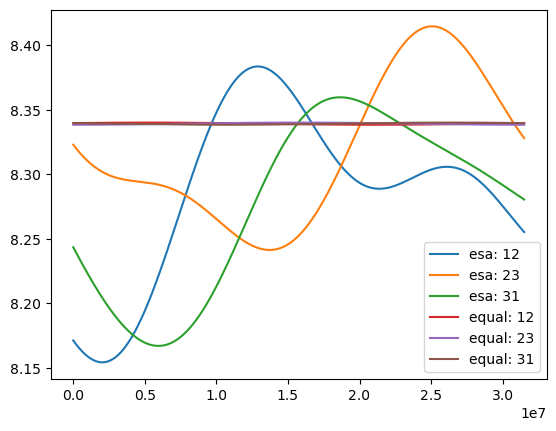 8.40
8.35
8.30
8.25
8.20
8.15
0.0 0.5 1.0 1.5 2.0 2.5 3.0
1e7
esa: 12
esa: 23
esa: 31
equal: 12
equal: 23
equal: 31